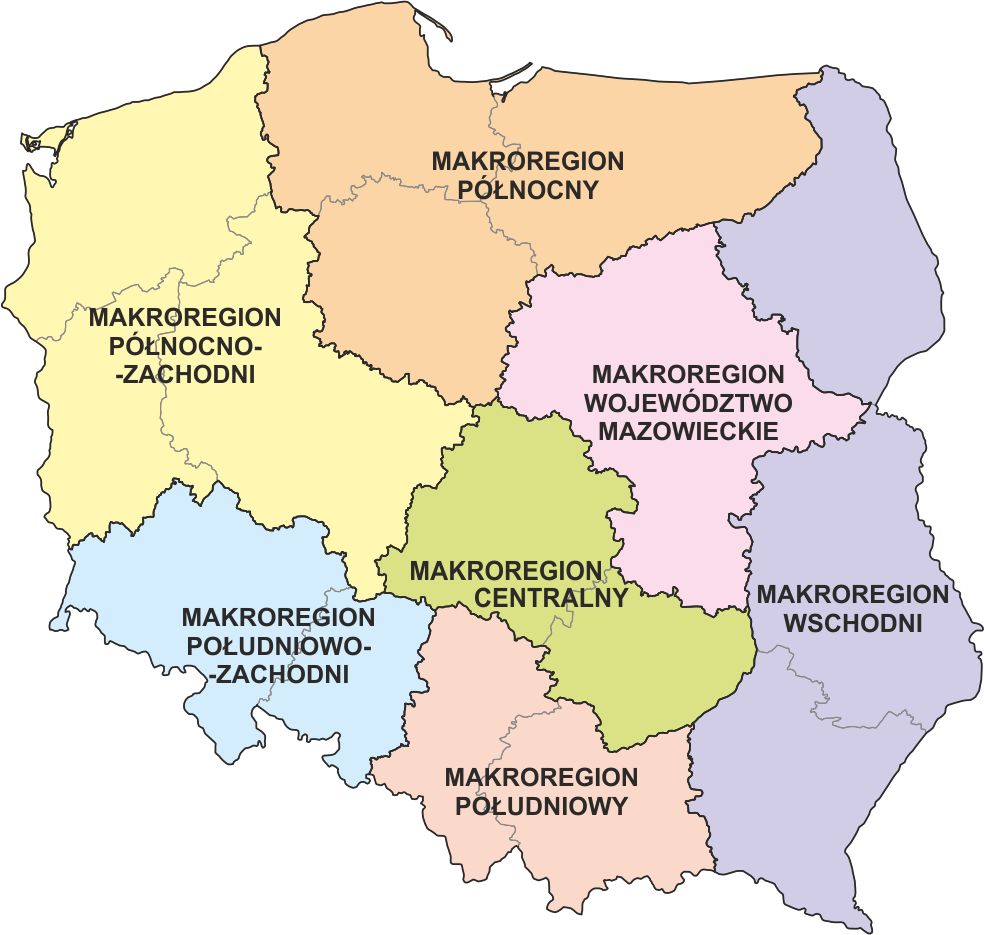 MAKROREGION
PÓŁNOCNY
MAKROREGION
PÓŁNOCNO-
-ZACHODNI
MAKROREGION
WOJEWÓDZTWO
MAZOWIECKIE
MAKROREGION
CENTRALNY
MAKROREGION
WSCHODNI
MAKROREGION
POŁUDNIOWO-
-ZACHODNI
MAKROREGION
POŁUDNIOWY